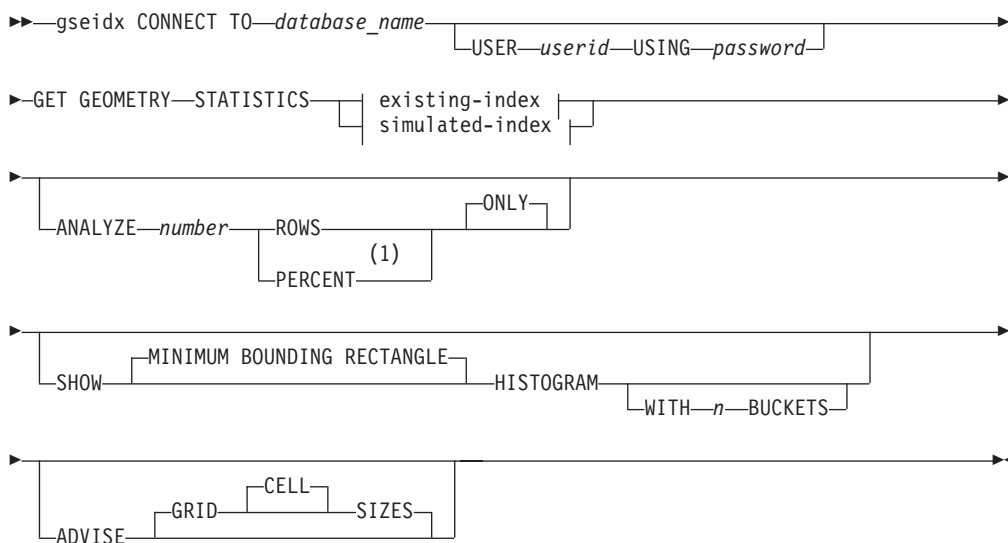 gseidx CONNECT TO database_name
USER userid USING password
GET GEOMETRY STATISTICS existing-index
simulated-index
ONLY
ANALYZE number ROWS
(1)
PERCENT
MINIMUM BOUNDING RECTANGLE
SHOW HISTOGRAM
WITH n BUCKETS
CELL
GRID SIZES
ADVISE